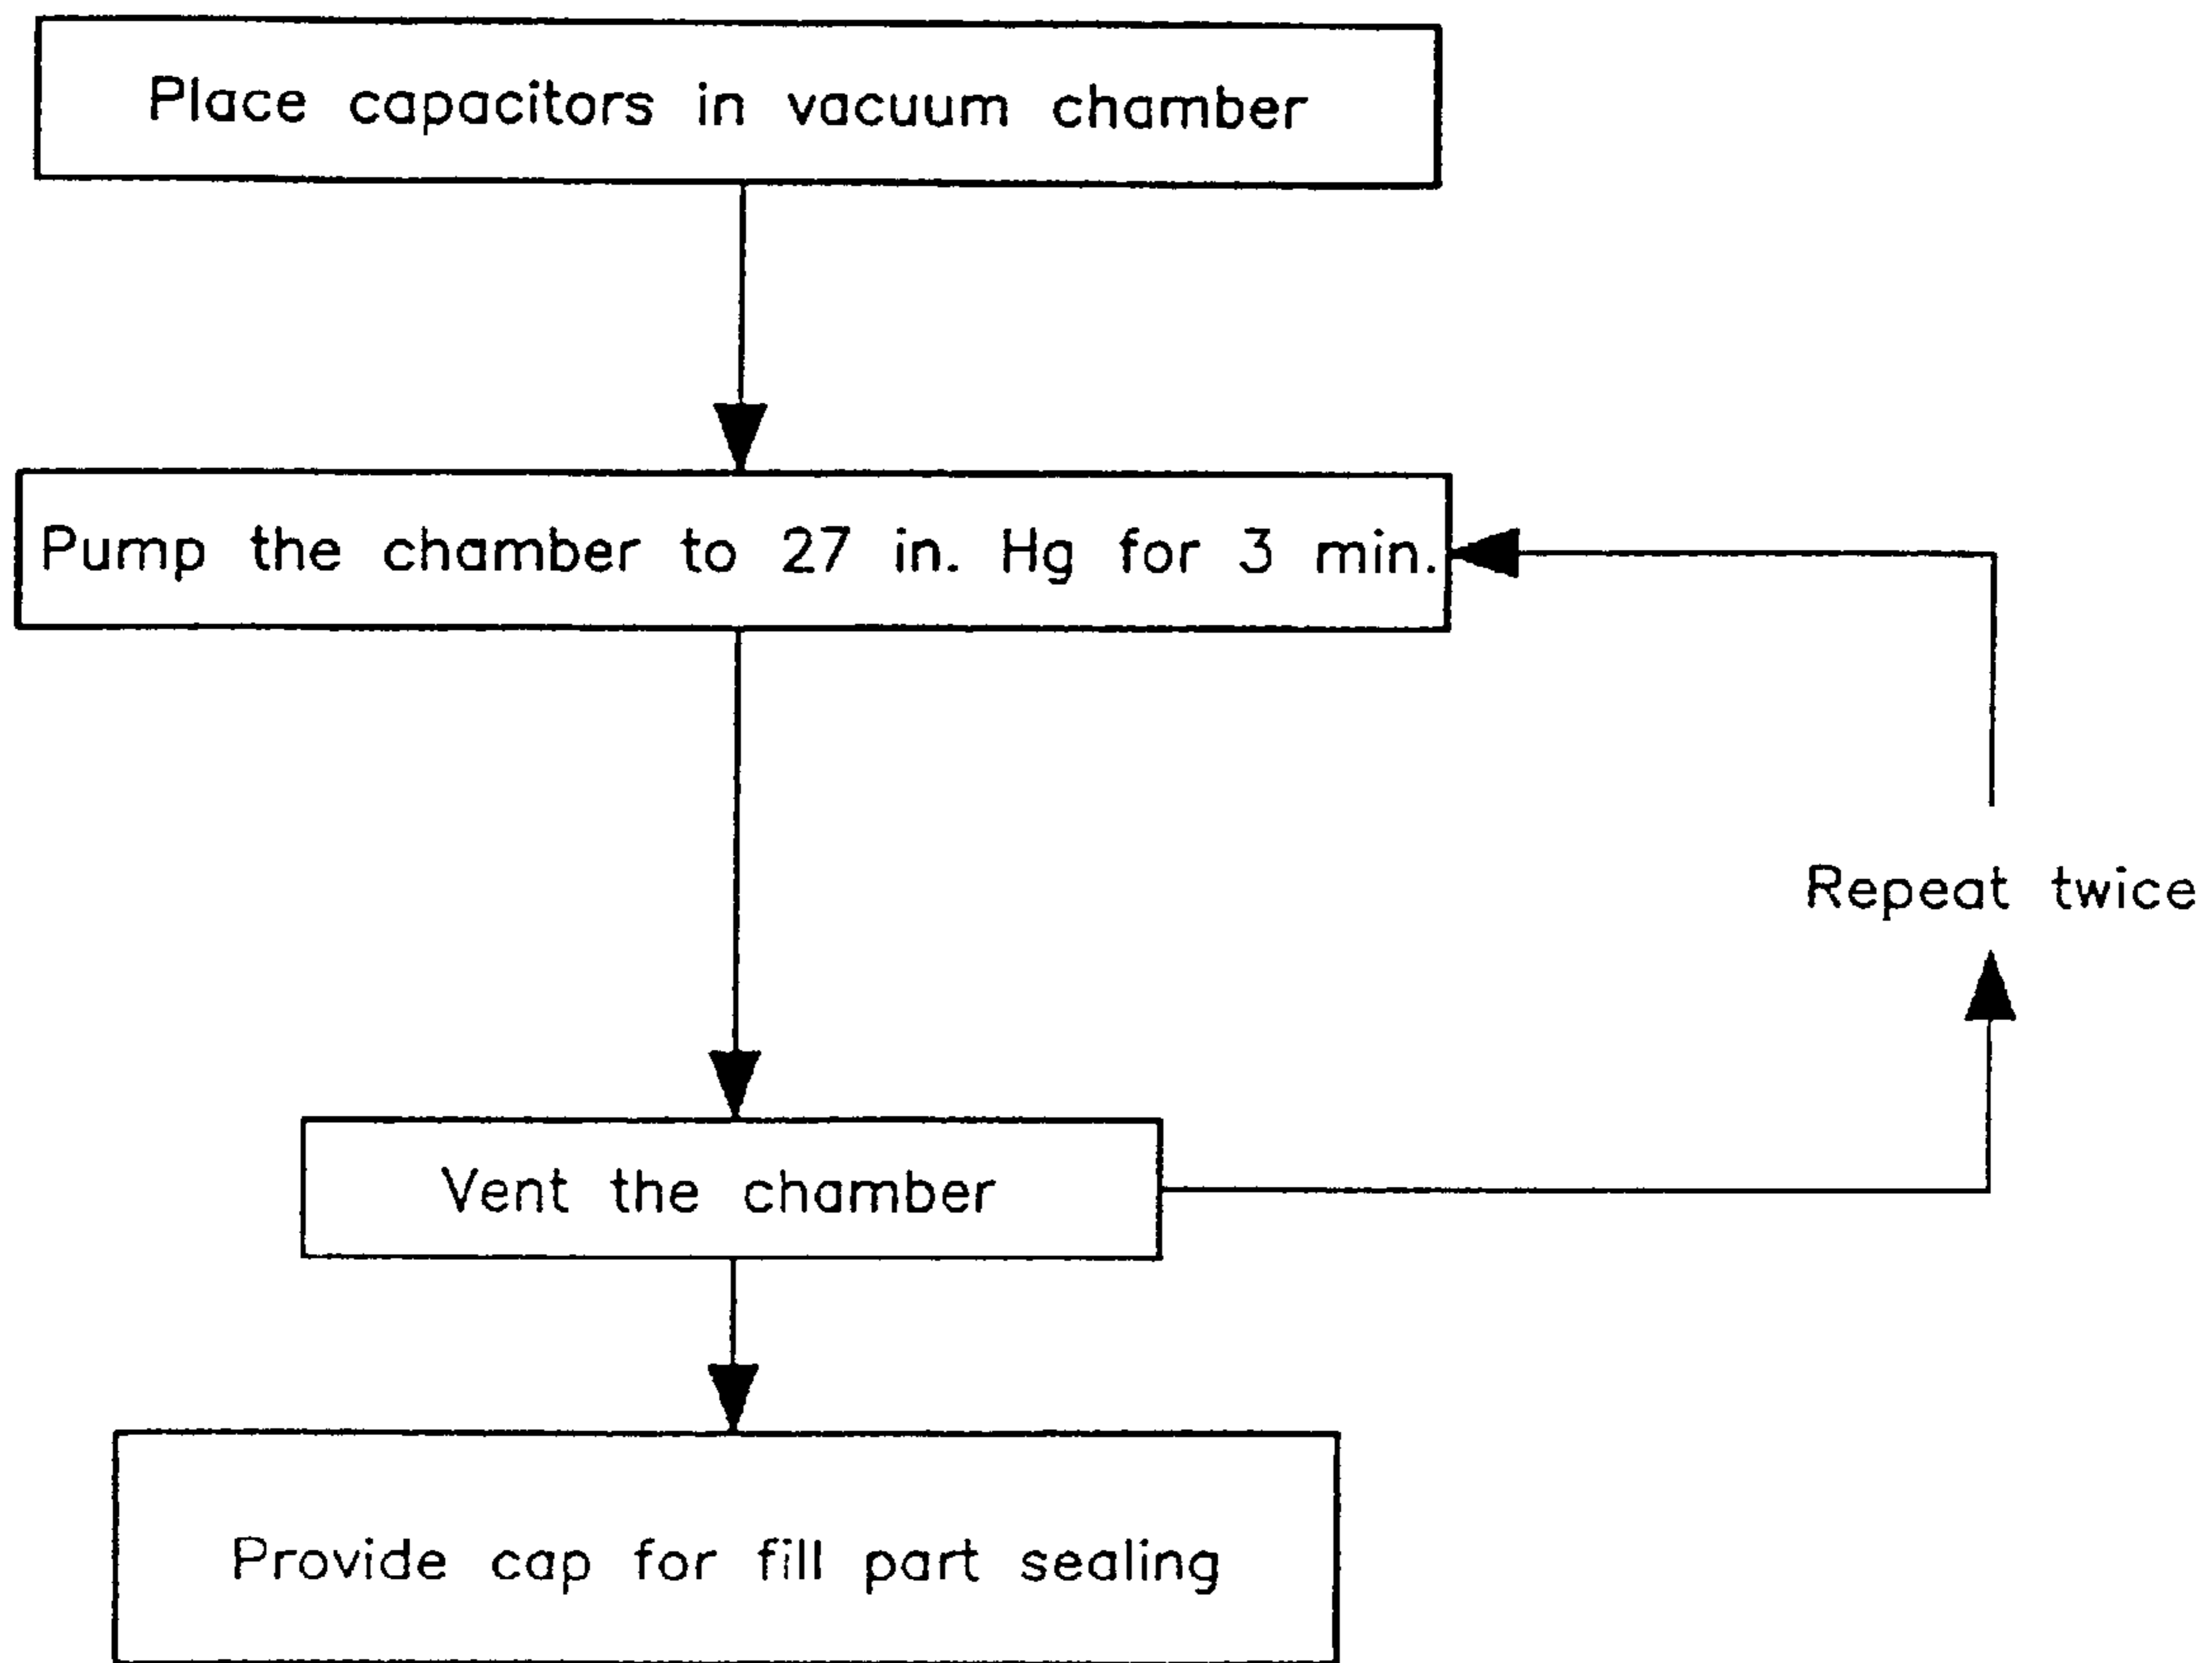 Place capacitors in vacuum chamber
Pump the chamber to 27 in. Hg for 3 min.
Repeat twice
Vent the chamber
Provide cap for fill part sealing